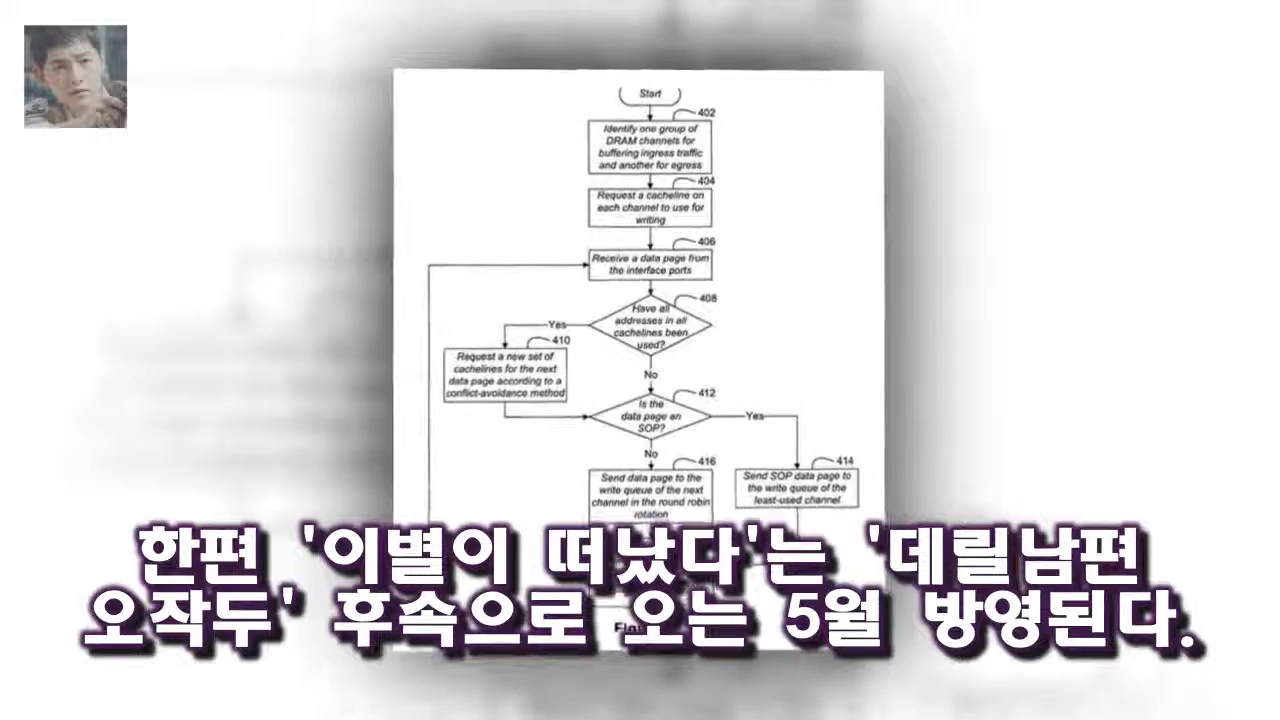 Start
402
Identify one group of
DRAM channels for
buffering ingress traffic
and another for egress
404
Request a cacheline on
each channel to use for
writing
406
Receive a data page from
the interface ports
408
Have all
addresses in all
cachelines been
used?
Yes
410
Request a new set of
cachelines for the next
data page according to a
conflict-avoidance method
No
412
Is the
data page an
SOP?
Yes
No
416
Send data page to the
write queue of the next
channel in the round robin
rotation
414
Send SOP data page to
the write queue of the
least-used channel
한편 '이별이 떠났다'는 '데릴남편
오작두' 후속으로 오는 5월 방영된다.